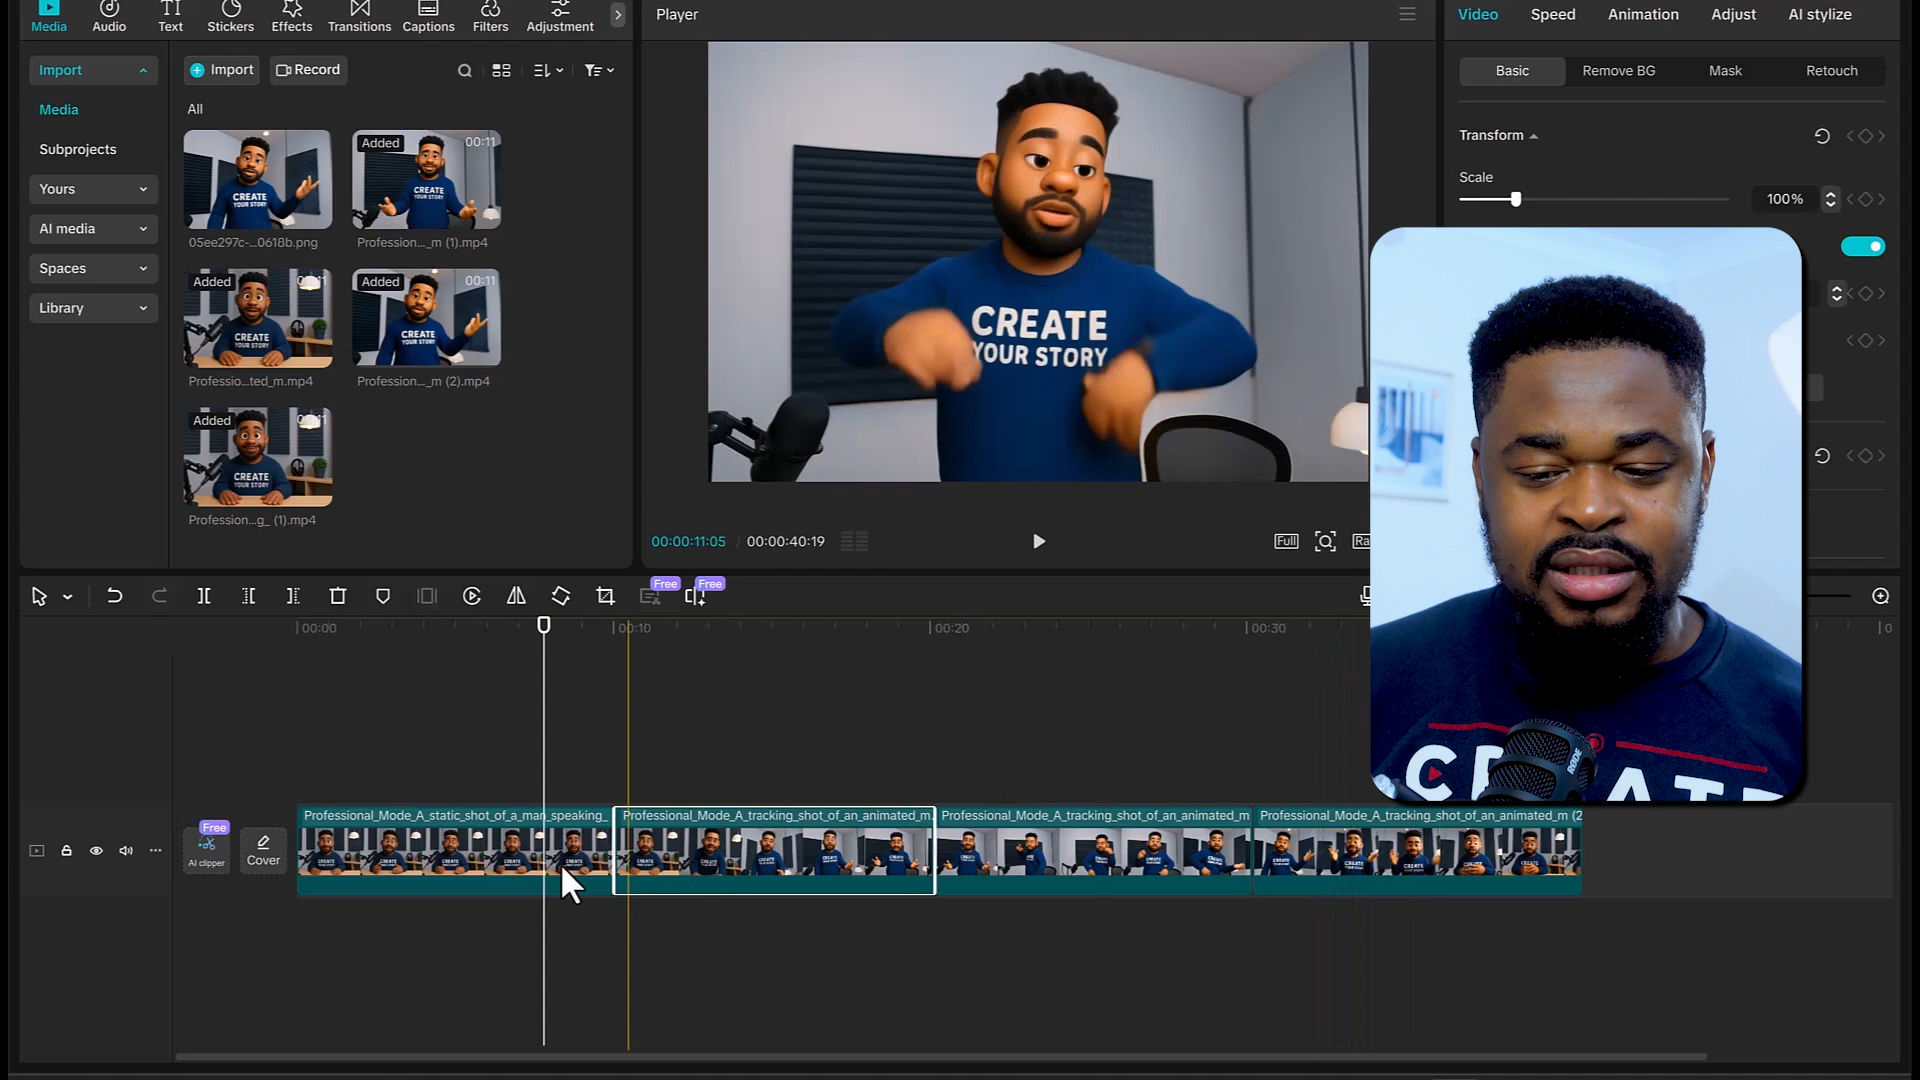 Media
Audio
Text
Stickers
Effects
Transitions
Captions
Filters
Adjustment
Player
Video
Speed
Animation
Adjust
AI stylize
Import
Import
Record
Basic
Remove BG
Mask
Retouch
Media
All
Subprojects
Yours
AI media
Spaces
Library
Added
00:11
05ee297c-...0618b.png
Profession..._m (1).mp4
Added
Added
00:11
Professio...ted_m.mp4
Profession..._m (2).mp4
Added
Profession...g_ (1).mp4
CREATE
YOUR STORY
Transform
Scale
100%
00:00:11:05 / 00:00:40:19
Full
Ra
Free
Free
00:00
00:10
00:20
00:30
0
Free
AI clipper
Cover
Professional_Mode_A_static_shot_of_a_man_speaking_
Professional_Mode_A_tracking_shot_of_an_animated_m.
Professional_Mode_A_tracking_shot_of_an_animated_m
Professional_Mode_A_tracking_shot_of_an_animated_m (2
RØDE